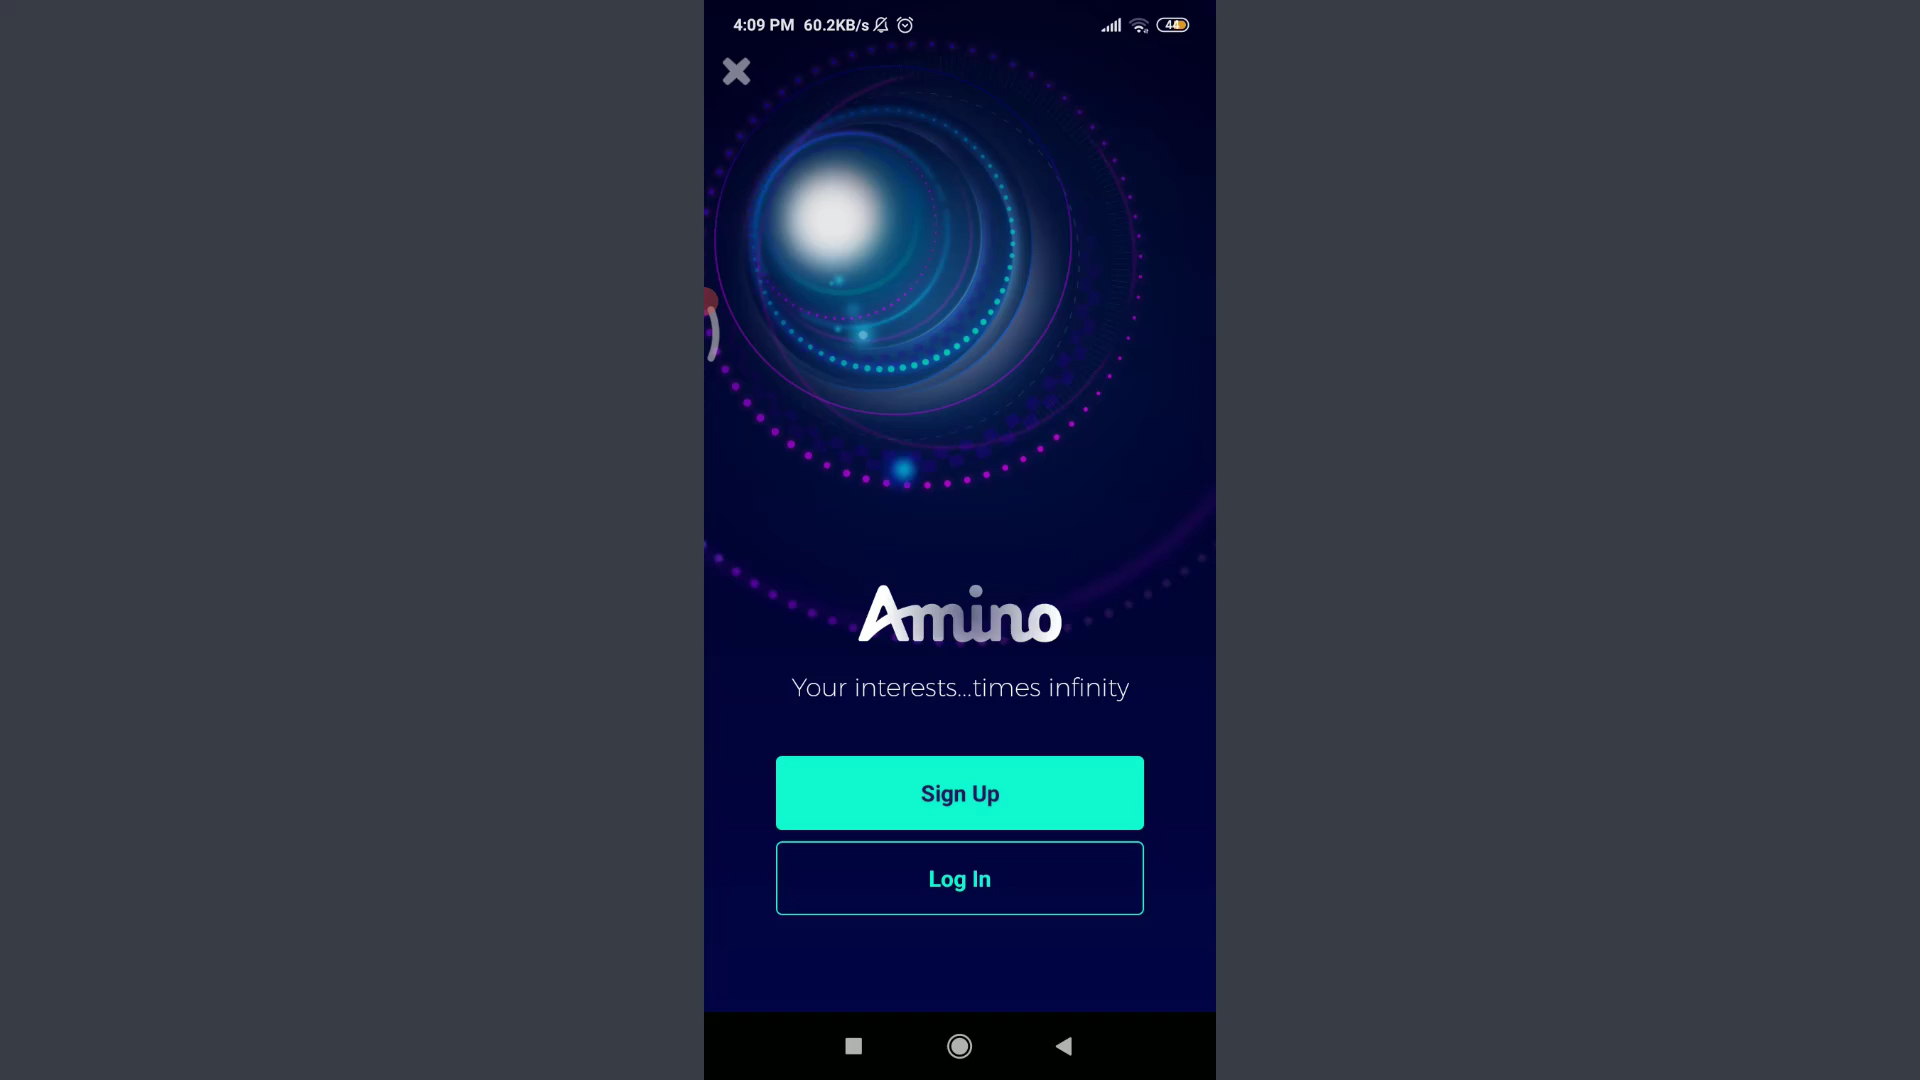 4:09 PM 60.2KB/s
44
Amino
Your interests...times infinity
Sign Up
Log In